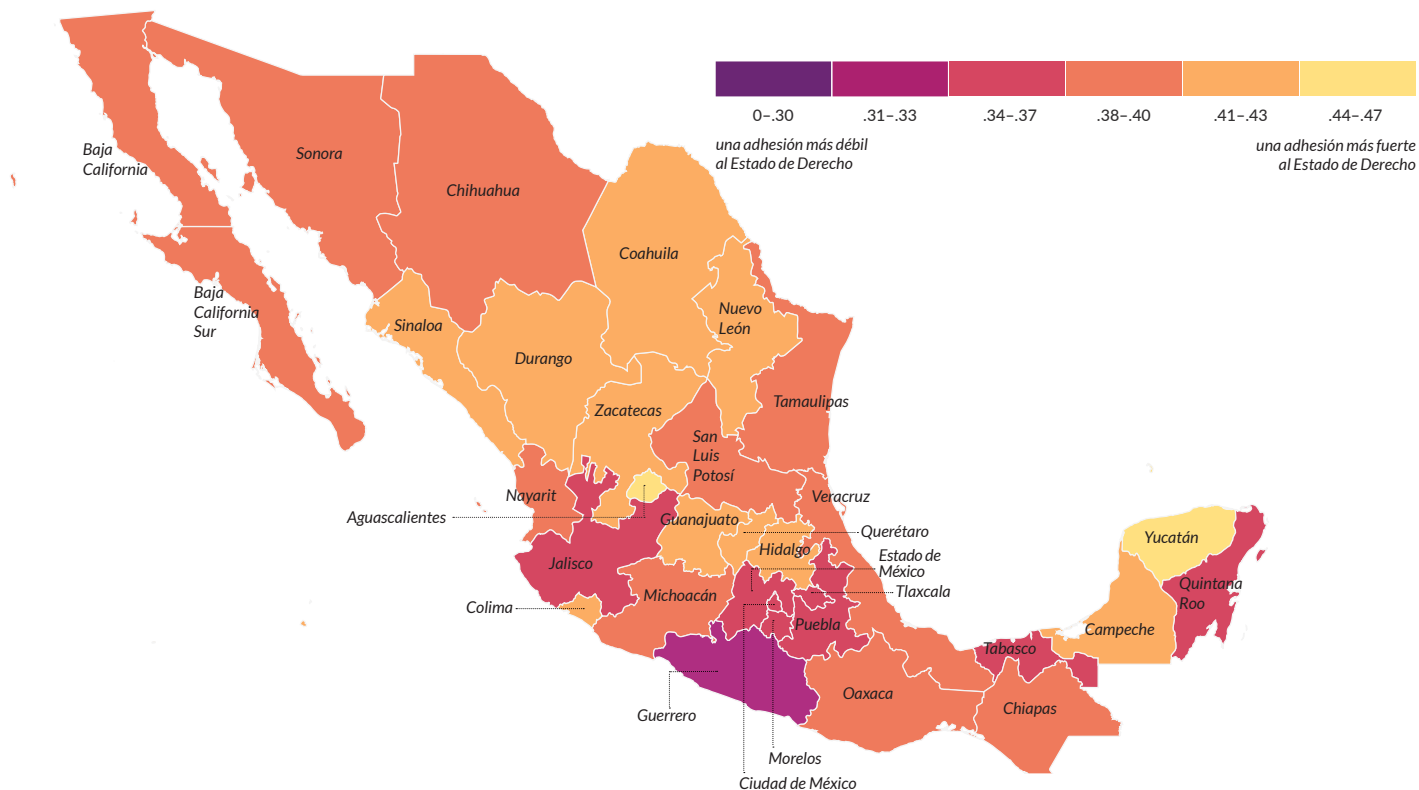 0–.30
.31–.33
.34–.37
.38–.40
.41–.43
.44–.47
una adhesión más débil
al Estado de Derecho
una adhesión más fuerte
al Estado de Derecho
Baja
California
Sonora
Chihuahua
Coahuila
Baja
California
Sur
Sinaloa
Nuevo
León
Durango
Zacatecas
Tamaulipas
San
Luis
Potosí
Nayarit
Veracruz
Aguascalientes
Guanajuato
Querétaro
Hidalgo
Estado de
México
Yucatán
Jalisco
Tlaxcala
Quintana
Roo
Michoacán
Colima
Puebla
Campeche
Tabasco
Oaxaca
Chiapas
Guerrero
Morelos
Ciudad de México